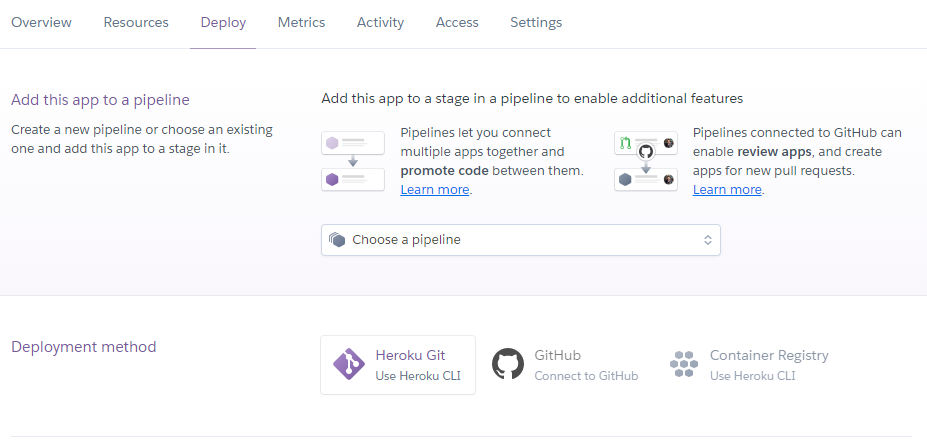 Overview Resources Deploy Metrics Activity Access Settings
Add this app to a pipeline
Create a new pipeline or choose an existing
one and add this app to a stage in it.
Add this app to a stage in a pipeline to enable additional features
Pipelines let you connect
multiple apps together and
promote code between them.
Learn more.
Pipelines connected to GitHub can
enable review apps, and create
apps for new pull requests.
Learn more.
Choose a pipeline
Deployment method
Heroku Git
Use Heroku CLI
GitHub
Connect to GitHub
Container Registry
Use Heroku CLI